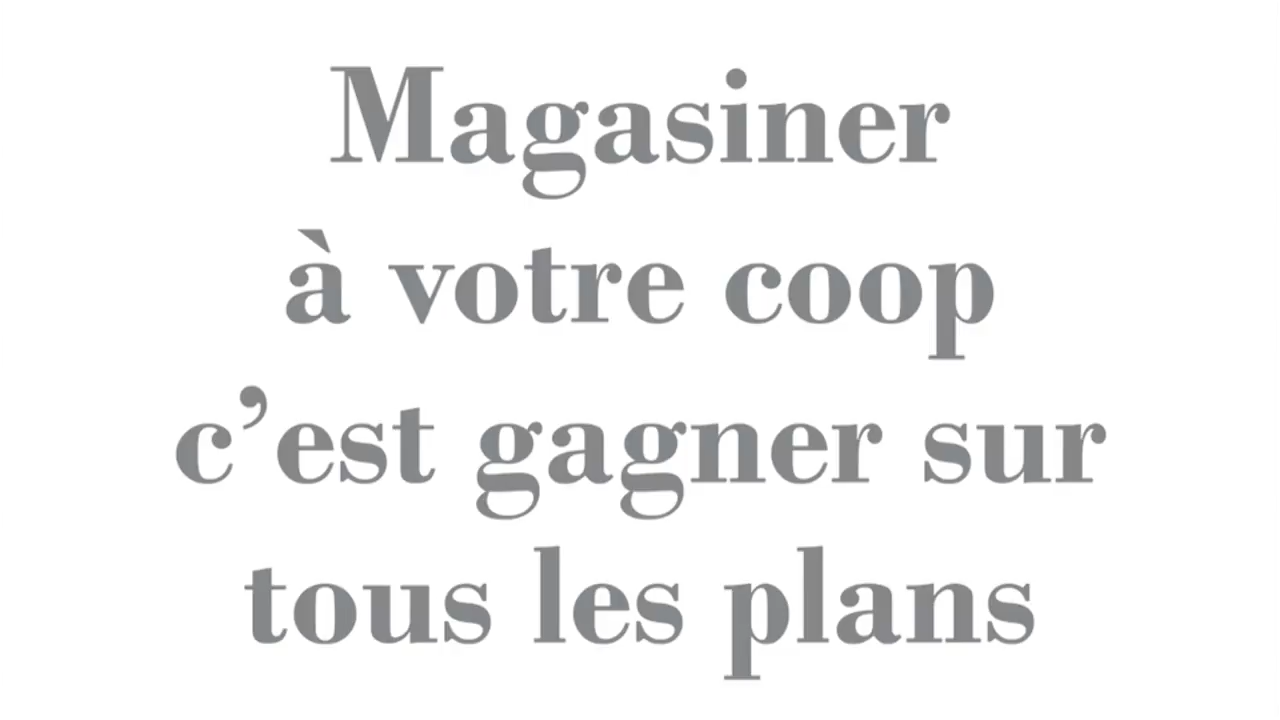 Magasiner
à votre coop
c’est gagner sur
tous les plans